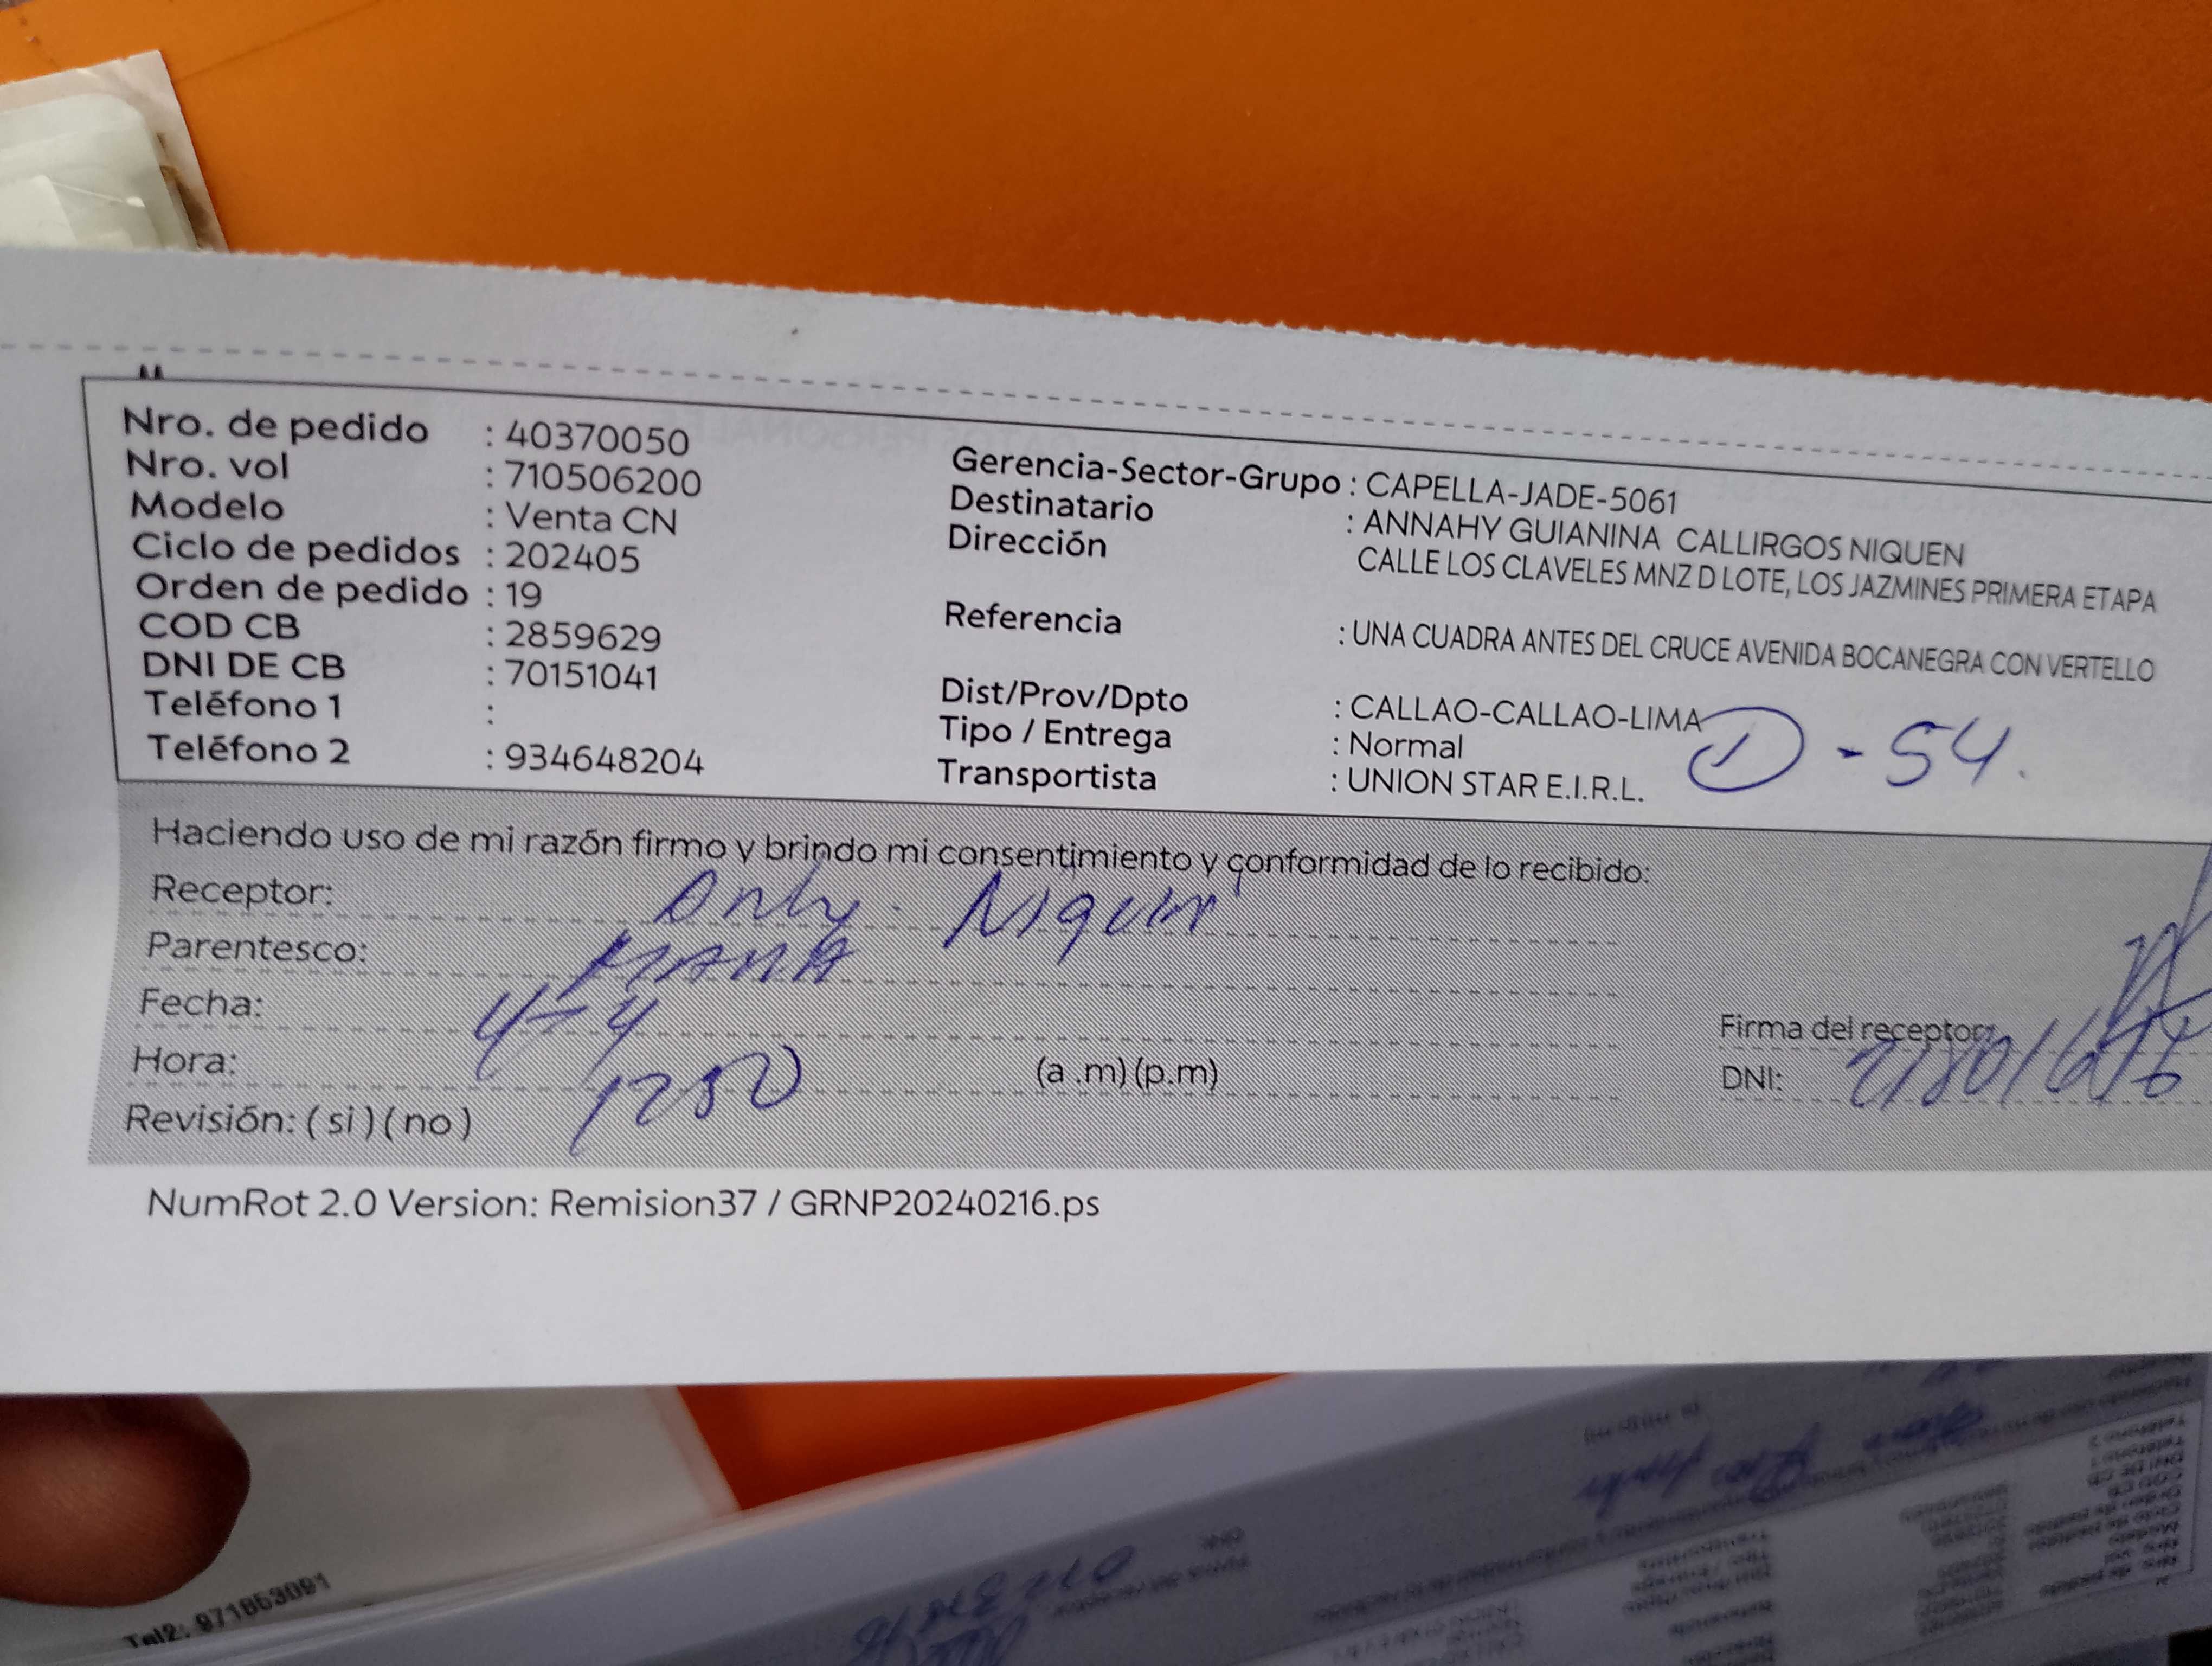 Nro. de pedido : 40370050
Nro. vol : 710506200
Modelo : Venta CN
Ciclo de pedidos : 202405
Orden de pedido : 19
COD CB : 2859629
DNI DE CB : 70151041
Teléfono 1 :
Teléfono 2 : 934648204
Gerencia-Sector-Grupo : CAPELLA-JADE-5061
Destinatario : ANNAHY GUIANINA CALLIRGOS NIQUEN
Dirección CALLE LOS CLAVELES MNZ D LOTE, LOS JAZMINES PRIMERA ETAPA
Referencia : UNA CUADRA ANTES DEL CRUCE AVENIDA BOCANEGRA CON VERTELLO
Dist/Prov/Dpto : CALLAO-CALLAO-LIMA
Tipo / Entrega : Normal
Transportista : UNION STAR E.I.R.L.
D - 54.
Haciendo uso de mi razón firmo y brindo mi consentimiento y conformidad de lo recibido:
Receptor: Niquen
Parentesco: MAMA
Fecha: 4-4
Hora: 1250 (a .m) (p.m)
Revisión: ( si ) ( no )
Firma del receptor:
DNI:
NumRot 2.0 Version: Remision37 / GRNP20240216.ps
Tel2: 971853091